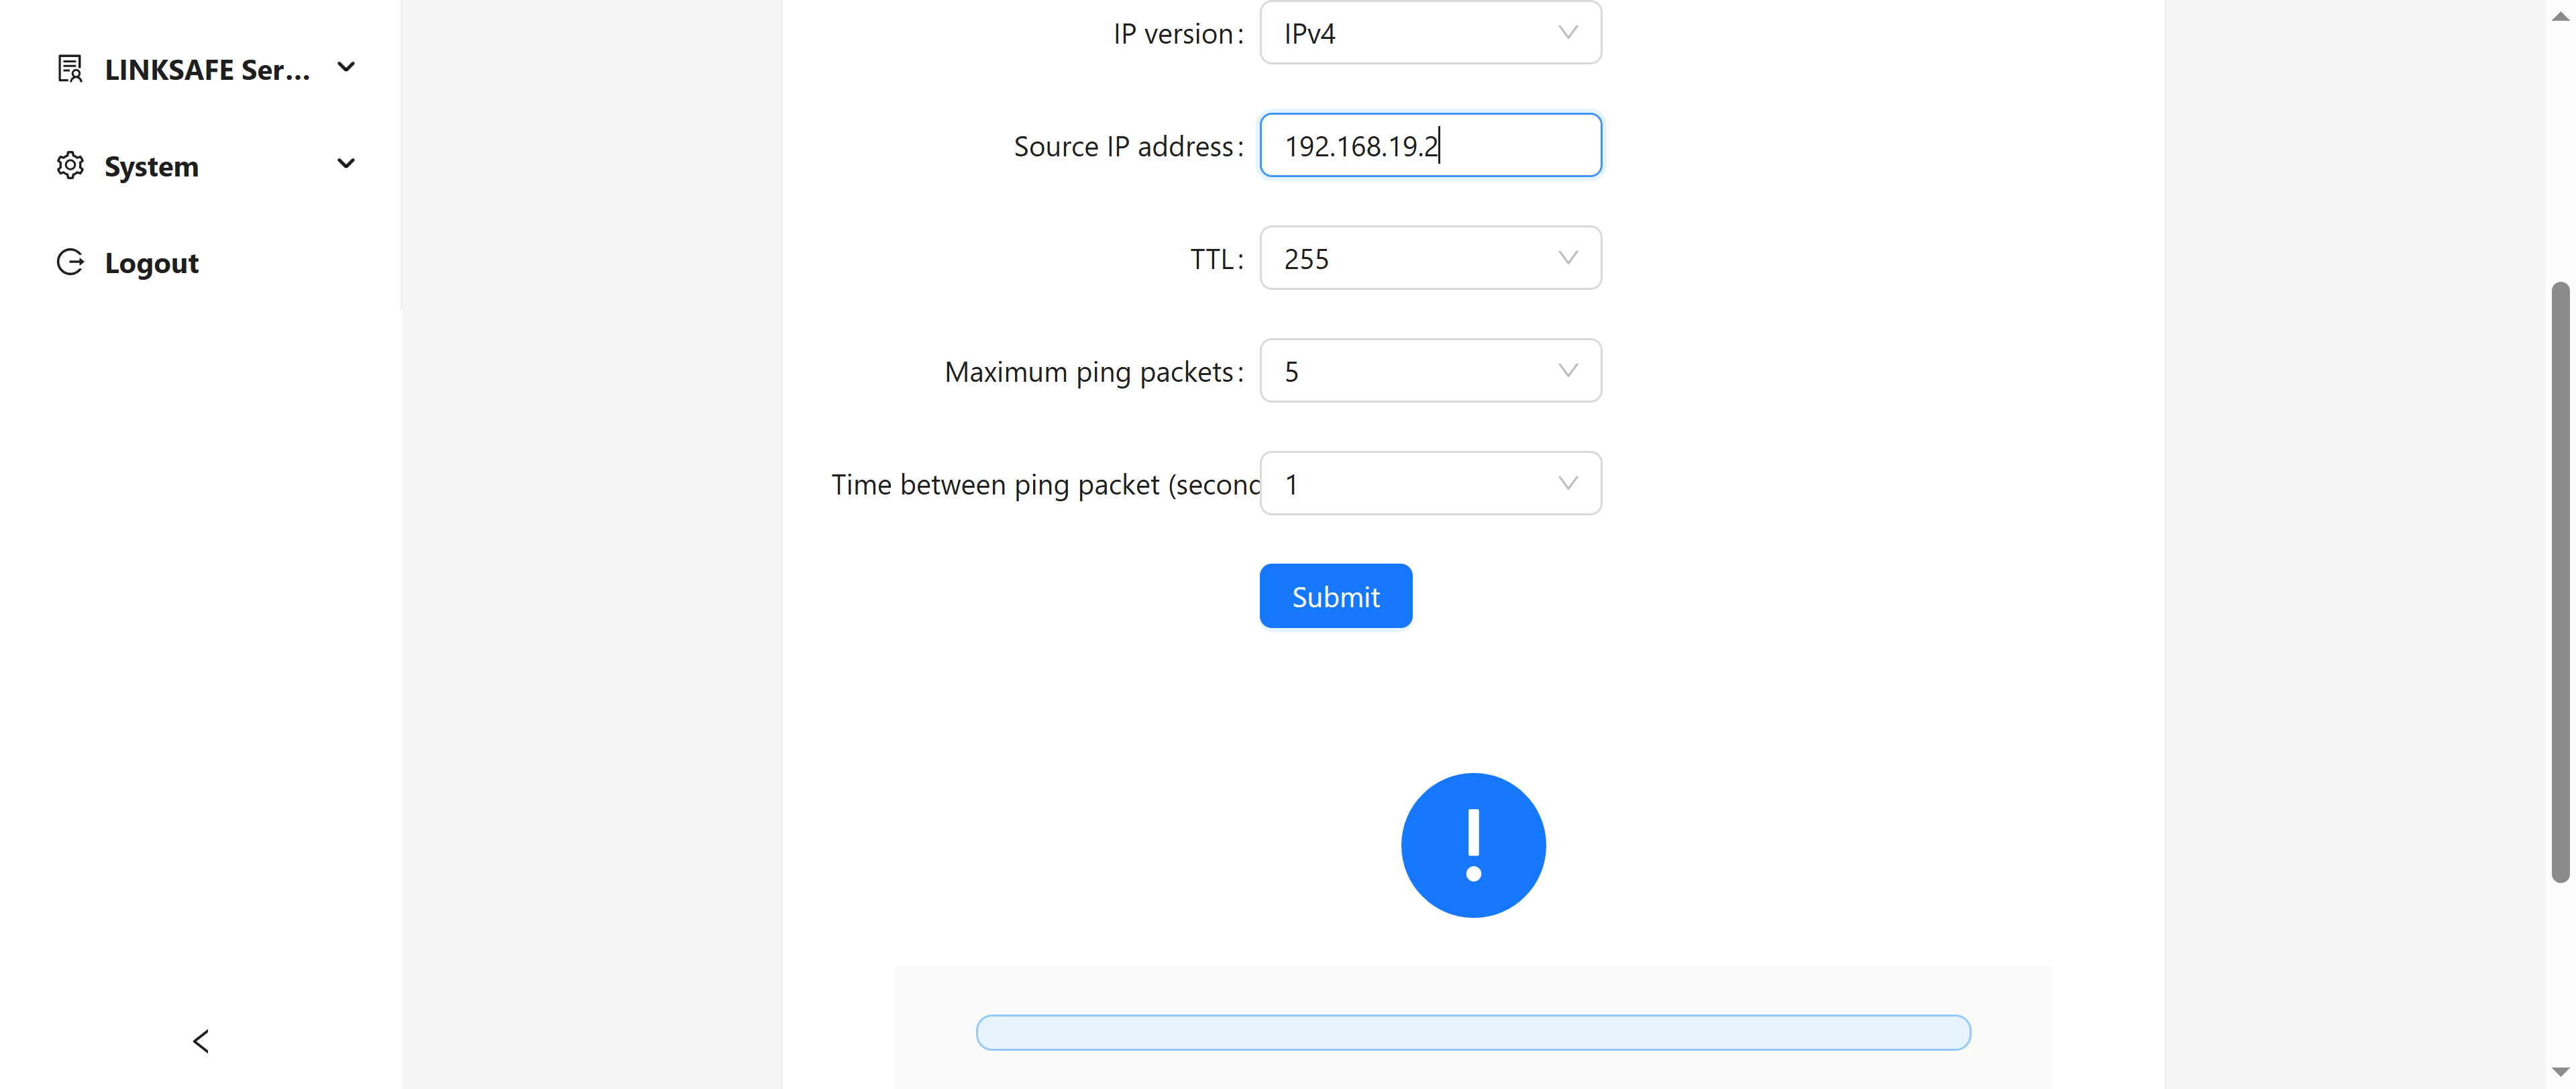 LINKSAFE Ser...
System
Logout
IP version: IPv4
Source IP address: 192.168.19.2
TTL: 255
Maximum ping packets: 5
Time between ping packet (second 1
Submit